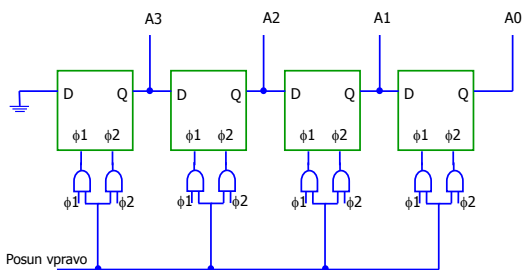 A3 A2 A1 A0
D Q D Q D Q D Q
ϕ1 ϕ2 ϕ1 ϕ2 ϕ1 ϕ2 ϕ1 ϕ2
ϕ1 ϕ2 ϕ1 ϕ2 ϕ1 ϕ2 ϕ1 ϕ2
Posun vpravo